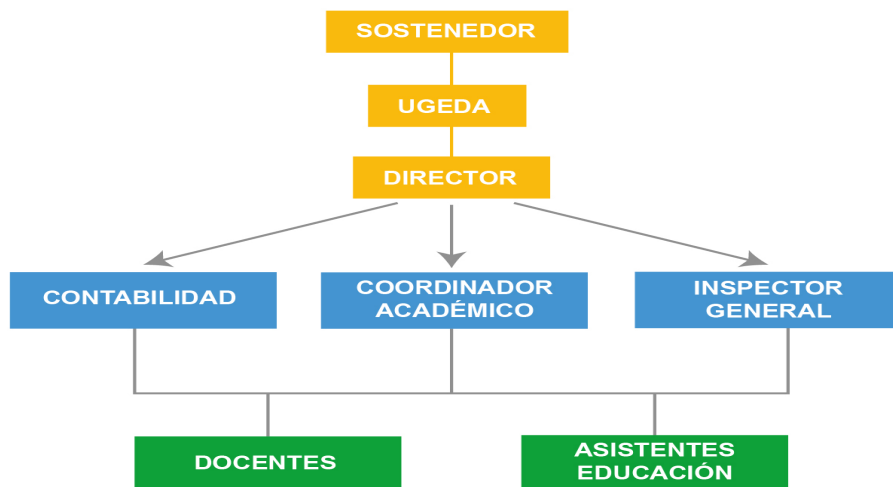 SOSTENEDOR
UGEDA
DIRECTOR
CONTABILIDAD
COORDINADOR
ACADÉMICO
INSPECTOR
GENERAL
DOCENTES
ASISTENTES
EDUCACIÓN